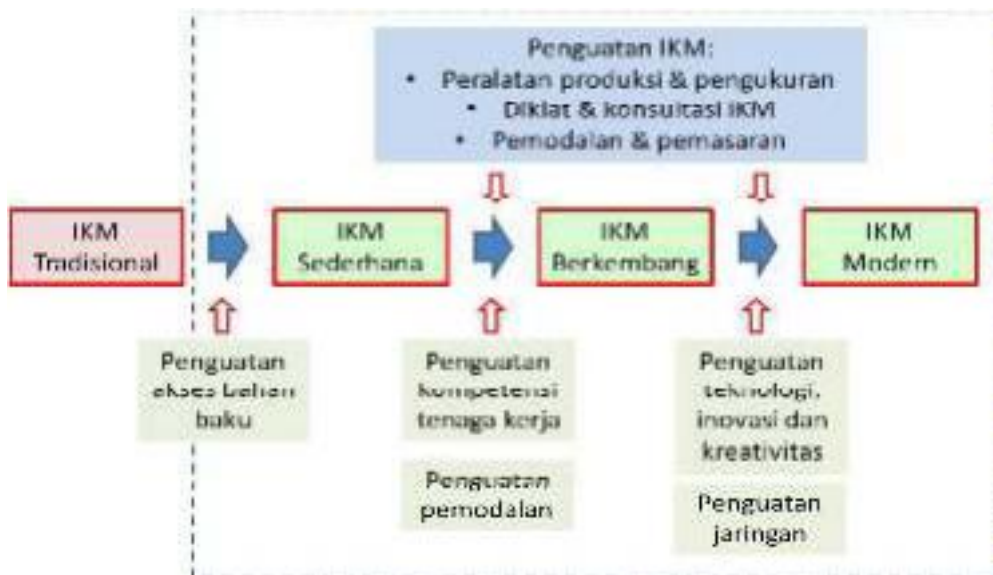 Penguatan IKM:
• Peralatan produksi & pengukuran
• Diklat & konsultasi IKM
• Pemodalan & pemasaran
IKM
Tradisional
IKM
Sederhana
IKM
Berkembang
IKM
Modern
Penguatan
akses bahan
baku
Penguatan
kompetensi
tenaga kerja
Penguatan
teknologi,
inovasi dan
kreativitas
Penguatan
pemodalan
Penguatan
jaringan